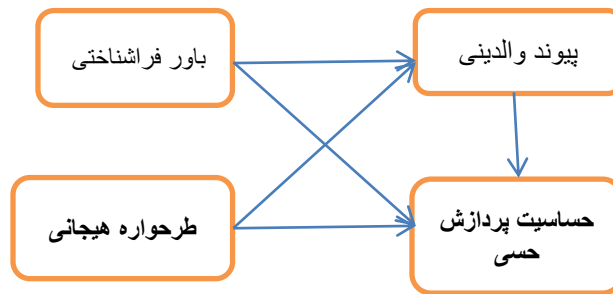 باور فراشناختی
پیوند والدینی
طرحواره هیجانی
حساسیت پردازش
حسی